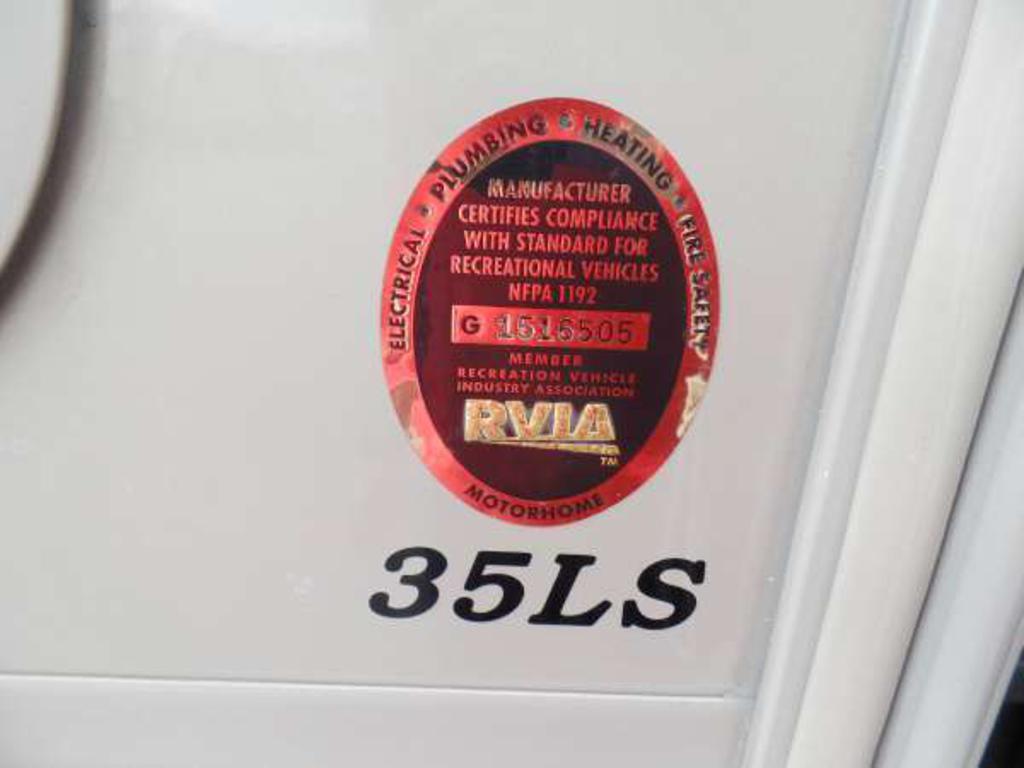 ELECTRICAL • PLUMBING • HEATING • FIRE SAFETY
MANUFACTURER
CERTIFIES COMPLIANCE
WITH STANDARD FOR
RECREATIONAL VEHICLES
NFPA 1192
G 1516505
MEMBER
RECREATION VEHICLE
INDUSTRY ASSOCIATION
RVIA
TM
MOTORHOME
35LS